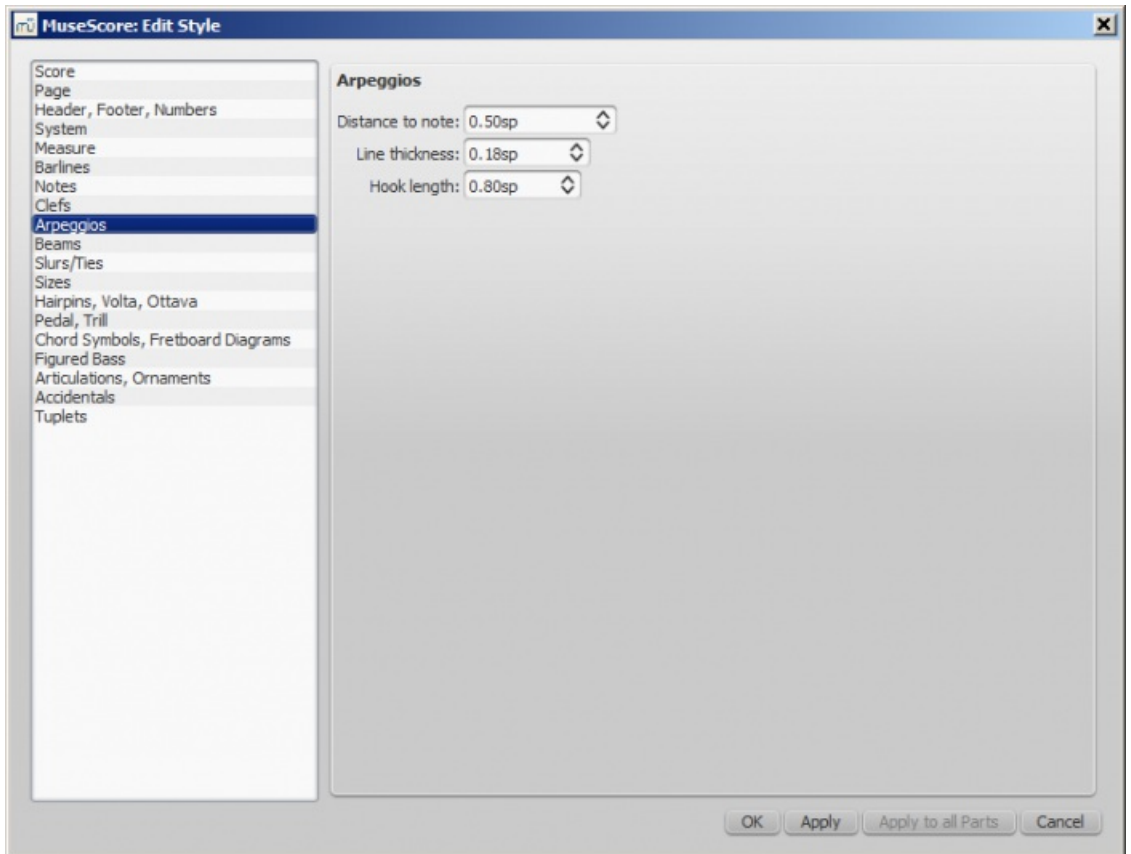 MuseScore: Edit Style
Score
Page
Header, Footer, Numbers
System
Measure
Barlines
Notes
Clefs
Arpeggios
Beams
Slurs/Ties
Sizes
Hairpins, Volta, Ottava
Pedal, Trill
Chord Symbols, Fretboard Diagrams
Figured Bass
Articulations, Ornaments
Accidentals
Tuplets
Arpeggios
Distance to note: 0.50sp
Line thickness: 0.18sp
Hook length: 0.80sp
OK Apply Apply to all Parts Cancel